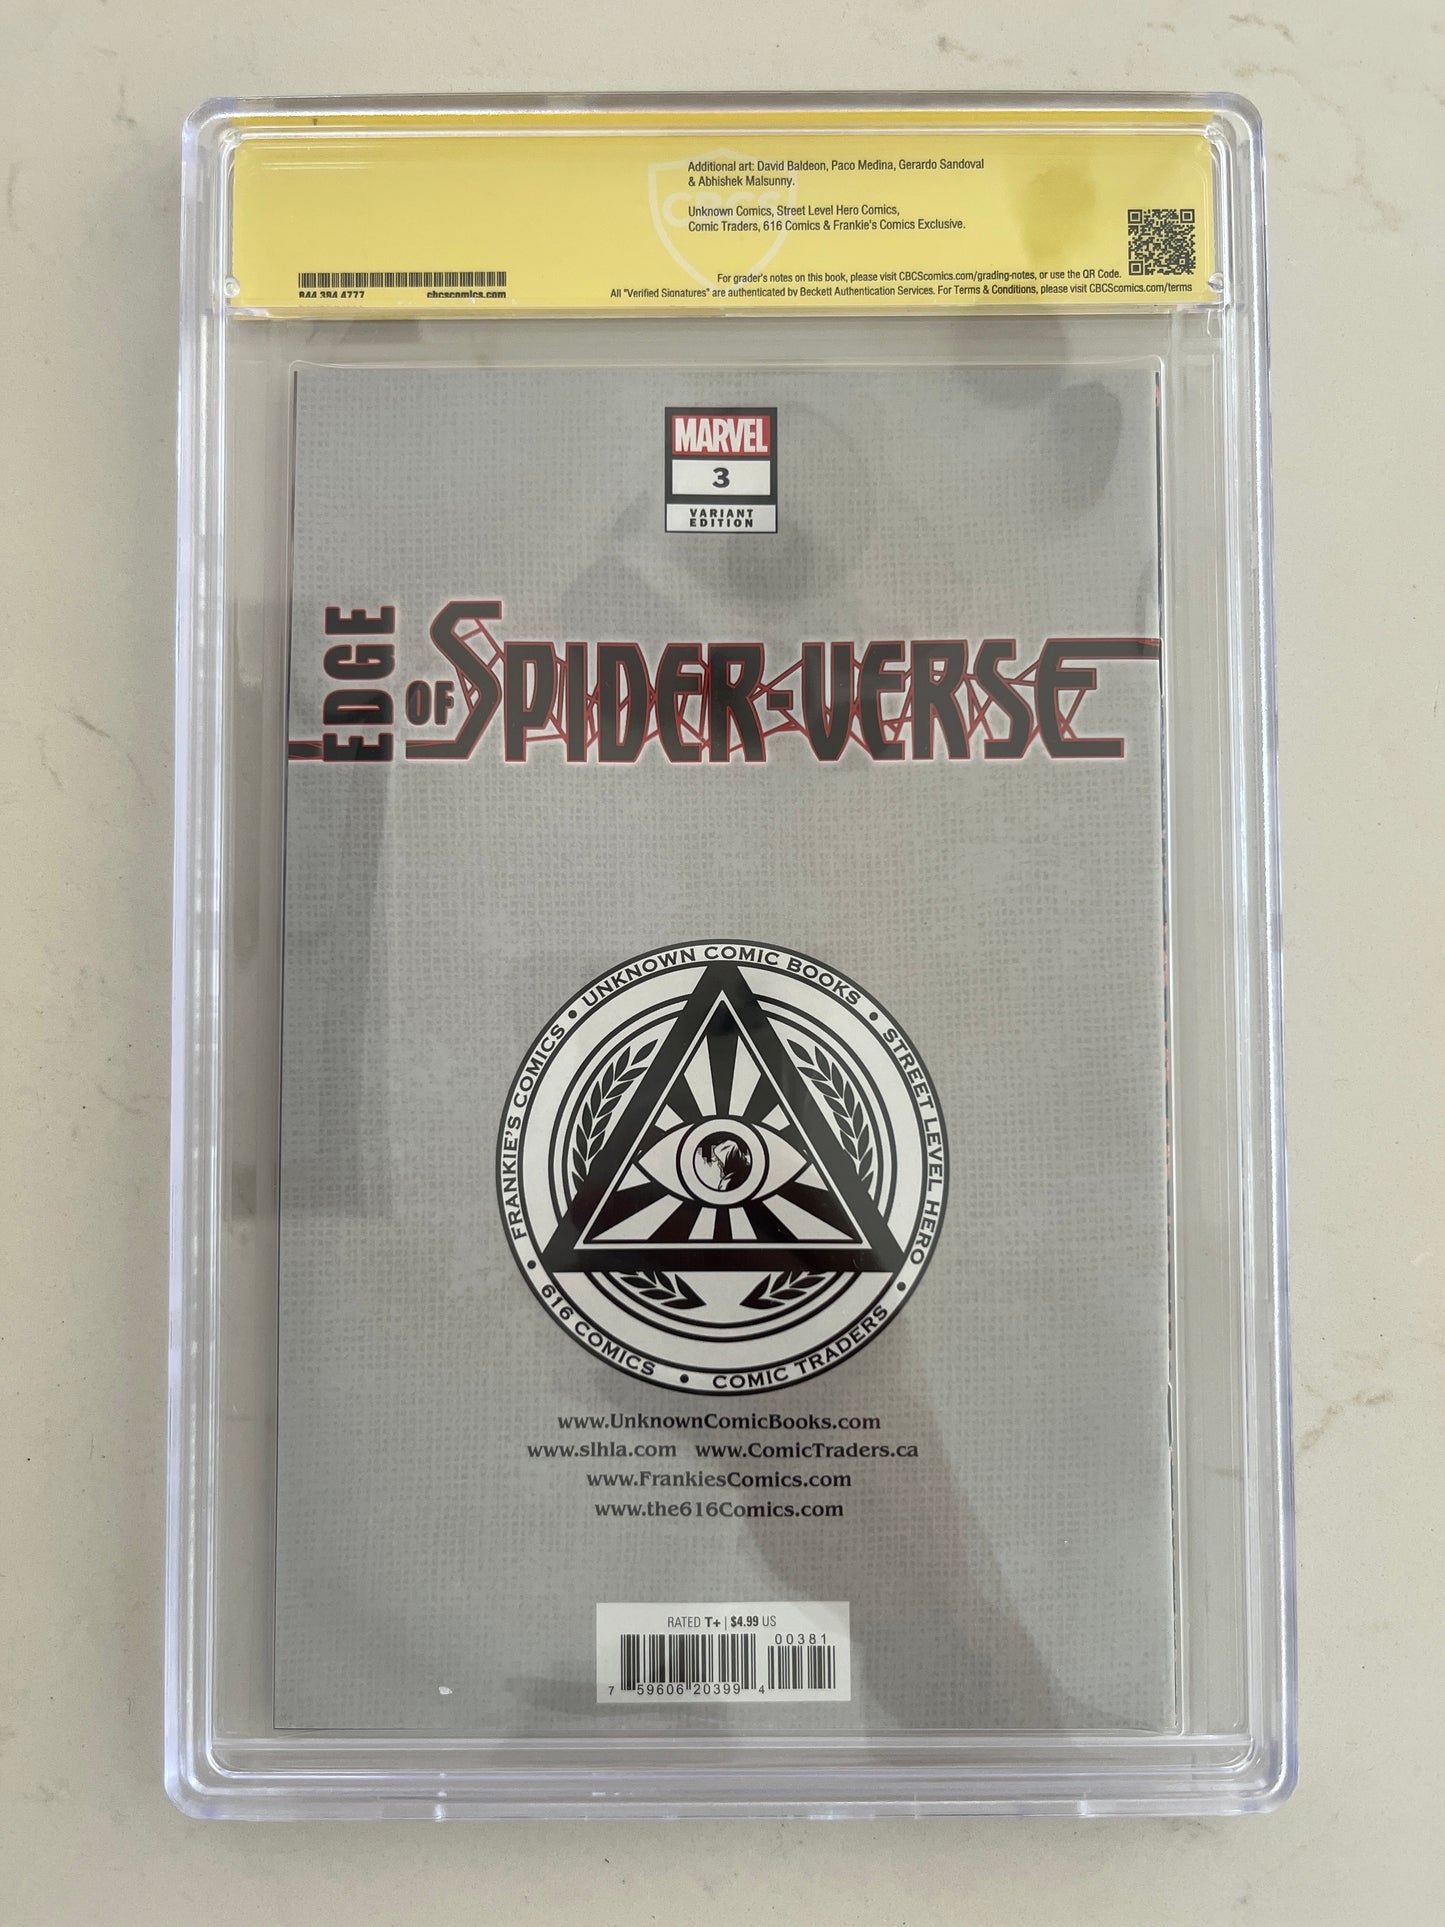 Additional art: David Baldeon, Paco Medina, Gerardo Sandoval
& Abhishek Malsunny.
CBCS
Unknown Comics, Street Level Hero Comics,
Comic Traders, 616 Comics & Frankie's Comics Exclusive.
For grader's notes on this book, please visit CBCScomics.com/grading-notes, or use the QR Code.
cbcscomics.com
All "Verified Signatures" are authenticated by Beckett Authentication Services. For Terms & Conditions, please visit CBCScomics.com/terms
MARVEL
3
VARIANT
EDITION
EDGE OF SPIDER-VERSE
UNKNOWN COMIC BOOKS • STREET LEVEL HERO • COMIC TRADERS • 616 COMICS • FRANKIE'S COMICS •
www.UnknownComicBooks.com
www.slhla.com www.ComicTraders.ca
www.FrankiesComics.com
www.the616Comics.com
RATED T+ | $4.99 US
00381
7 59606 20399 4